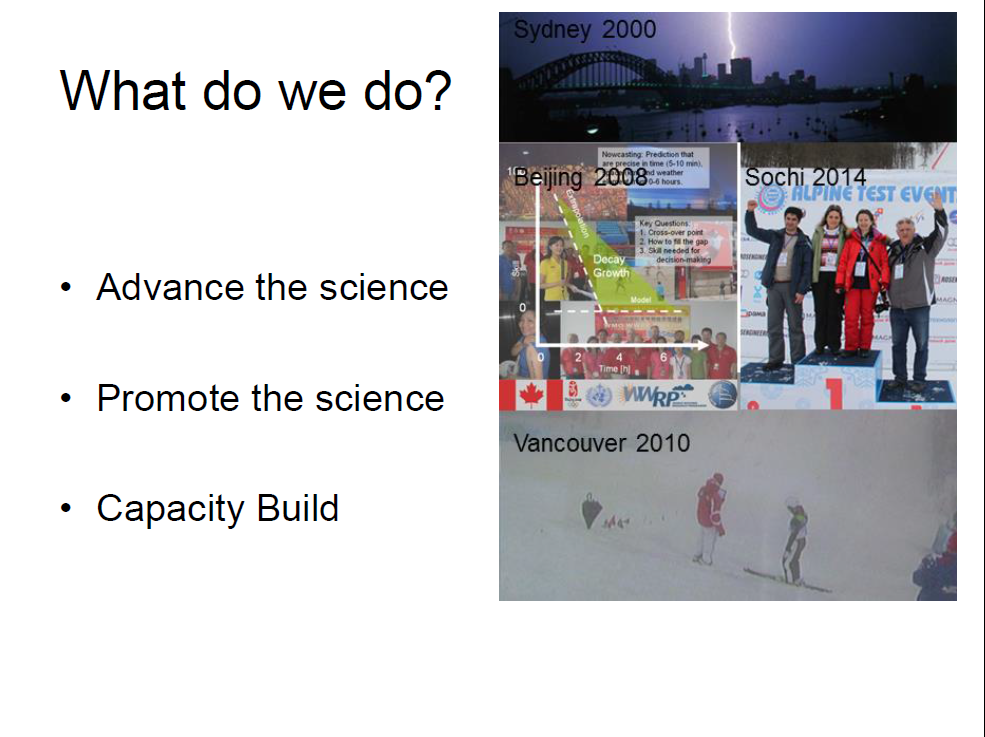 What do we do?
• Advance the science
• Promote the science
• Capacity Build
Sydney 2000
Beijing 2008
Nowcasting: Prediction that
are precise in time (5-10 min),
weather
0-6 hours.
Extrapolation
Key Questions:
1. Cross-over point
2. How to fill the gap
3. Skill needed for
decision-making
Decay
Growth
Model
Skill
0
0 2 4 6
Time [h]
WWRP
Sochi 2014
ALPINE TEST EVENT
1
Vancouver 2010